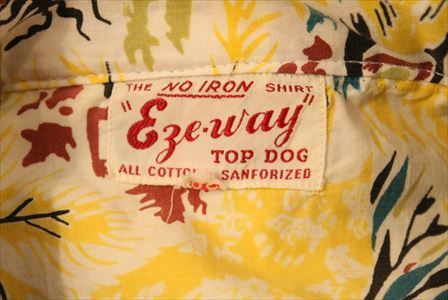 THE NO IRON SHIRT
"Eze-way"
TOP DOG
ALL COTTON SANFORIZED